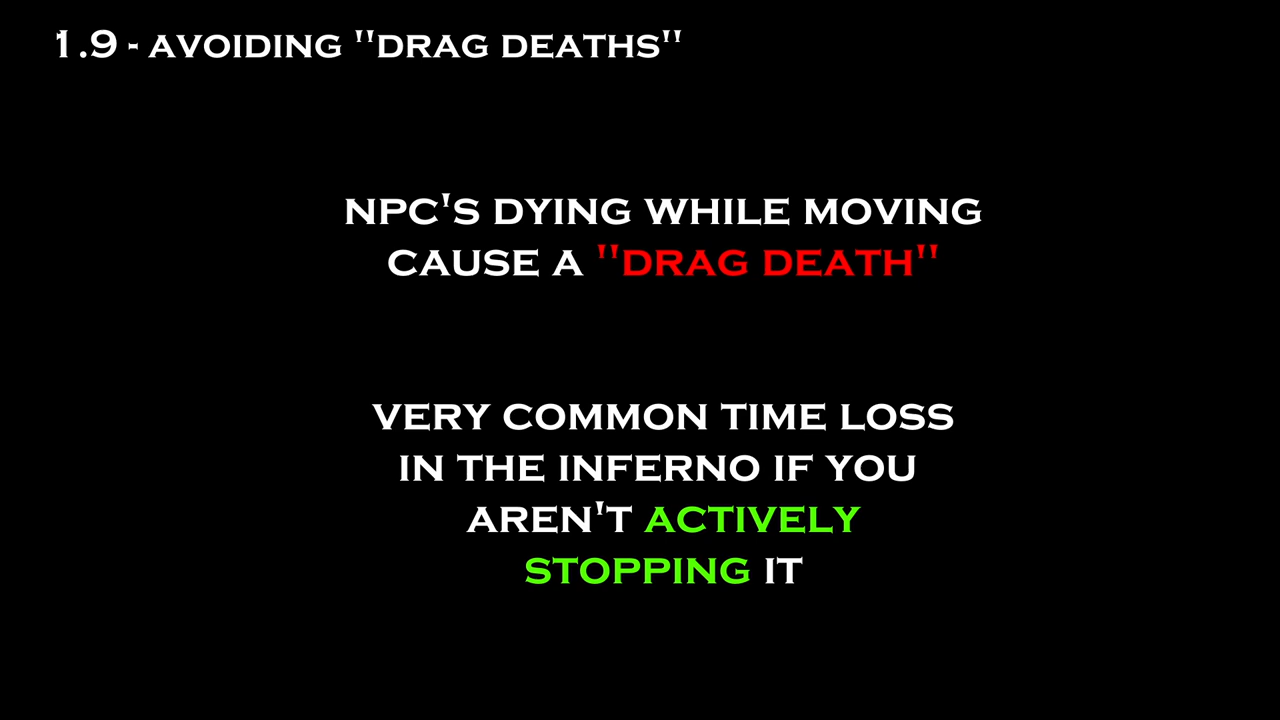 1.9 - AVOIDING "DRAG DEATHS"
NPC'S DYING WHILE MOVING
CAUSE A "DRAG DEATH"
VERY COMMON TIME LOSS
IN THE INFERNO IF YOU
AREN'T ACTIVELY
STOPPING IT